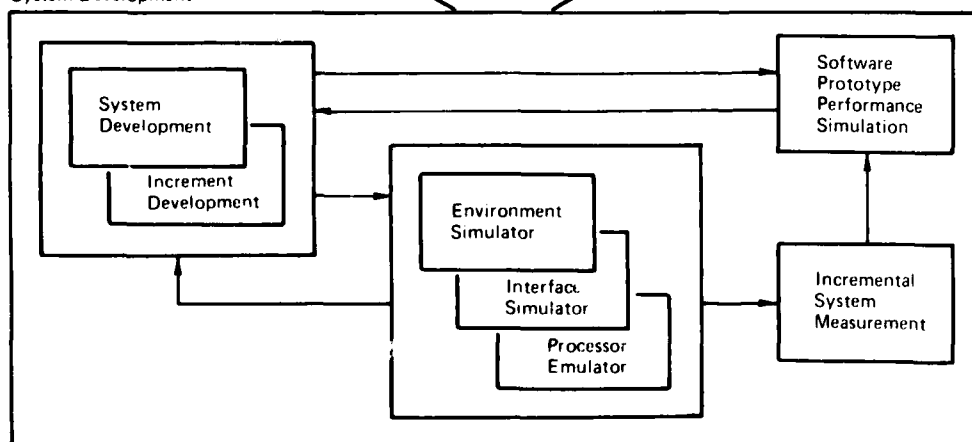 System Development
System
Development
Increment
Development
Software
Prototype
Performance
Simulation
Environment
Simulator
Interface
Simulator
Processor
Emulator
Incremental
System
Measurement